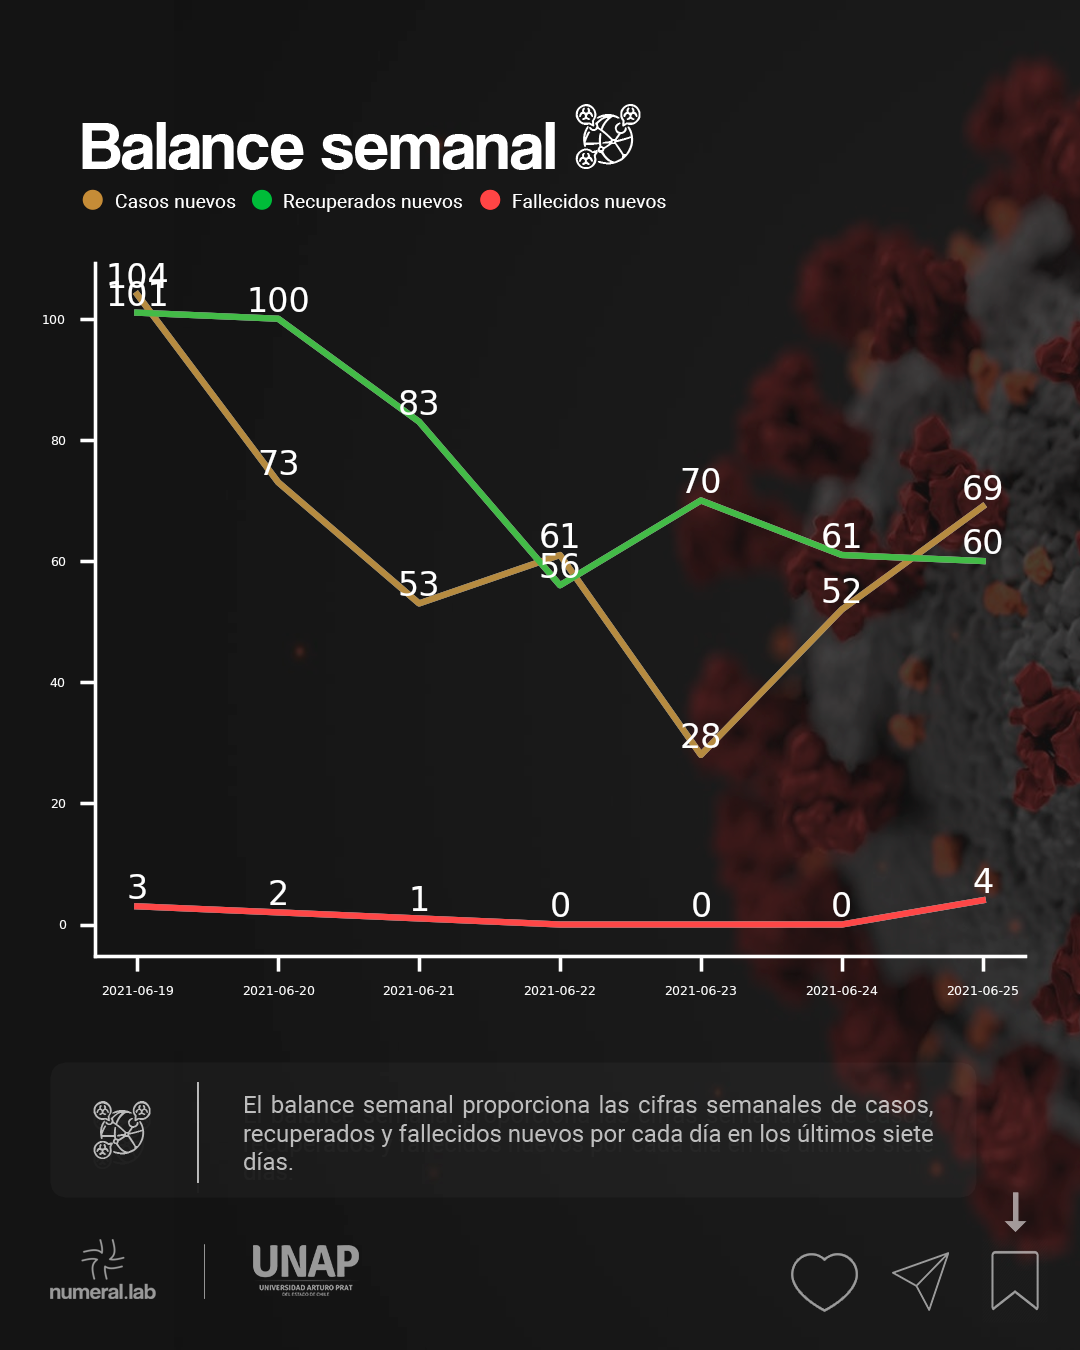 Balance semanal
Casos nuevos Recuperados nuevos Fallecidos nuevos
104
101
100
83
73
53
61
56
70
28
61
52
69
60
3 2 1 0 0 0 4
100
80
60
40
20
0
2021-06-19 2021-06-20 2021-06-21 2021-06-22 2021-06-23 2021-06-24 2021-06-25
El balance semanal proporciona las cifras semanales de casos,
recuperados y fallecidos nuevos por cada día en los últimos siete
días.
numeral.lab
UNAP
UNIVERSIDAD ARTURO PRAT
DEL ESTADO DE CHILE